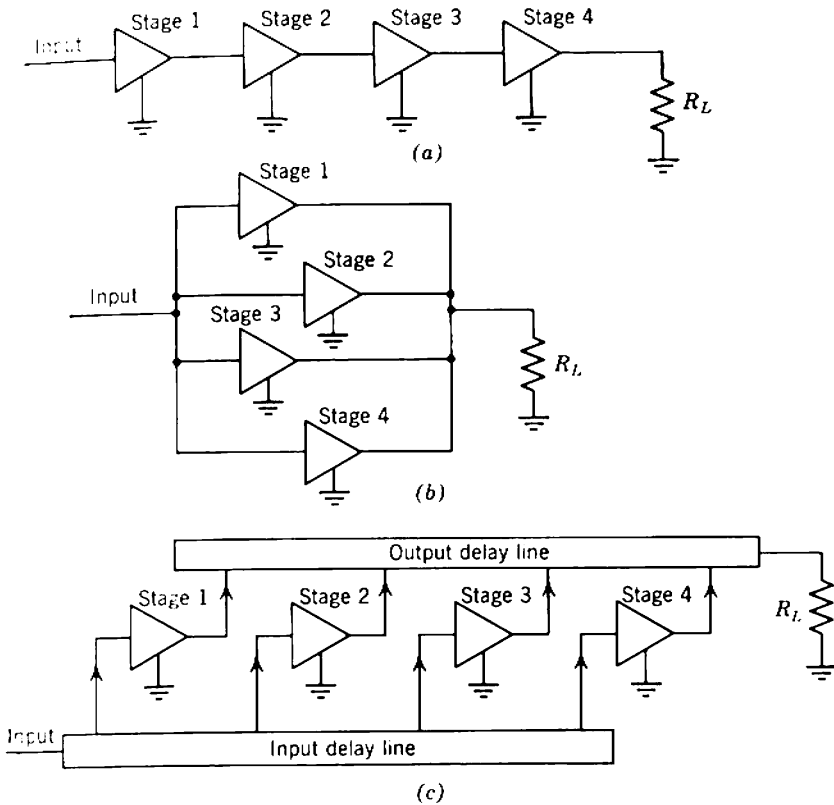 Stage 1 Stage 2 Stage 3 Stage 4
Input
R_L
(a)
Stage 1
Stage 2
Input
Stage 3
R_L
Stage 4
(b)
Output delay line
Stage 1 Stage 2 Stage 3 Stage 4
R_L
Input
Input delay line
(c)